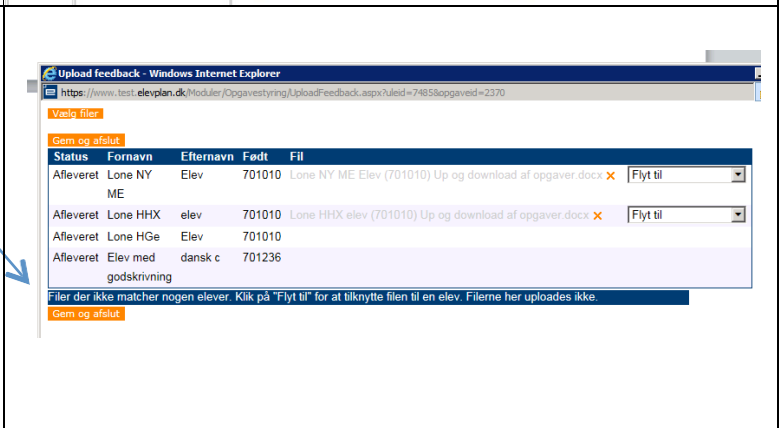 Upload feedback - Windows Internet Explorer
https://www.test.elevplan.dk/Moduler/Opgavestyring/UploadFeedback.aspx?uleid=7485&opgaveid=2370
Vælg filer
Gem og afslut
Status Fornavn Efternavn Født Fil
Afleveret Lone NY Elev 701010 Lone NY ME Elev (701010) Up og download af opgaver.docx Flyt til
ME
Afleveret Lone HHX elev 701010 Lone HHX elev (701010) Up og download af opgaver.docx Flyt til
Afleveret Lone HGe Elev 701010
Afleveret Elev med dansk c 701236
godskrivning
Filer der ikke matcher nogen elever. Klik på "Flyt til" for at tilknytte filen til en elev. Filerne her uploades ikke.
Gem og afslut